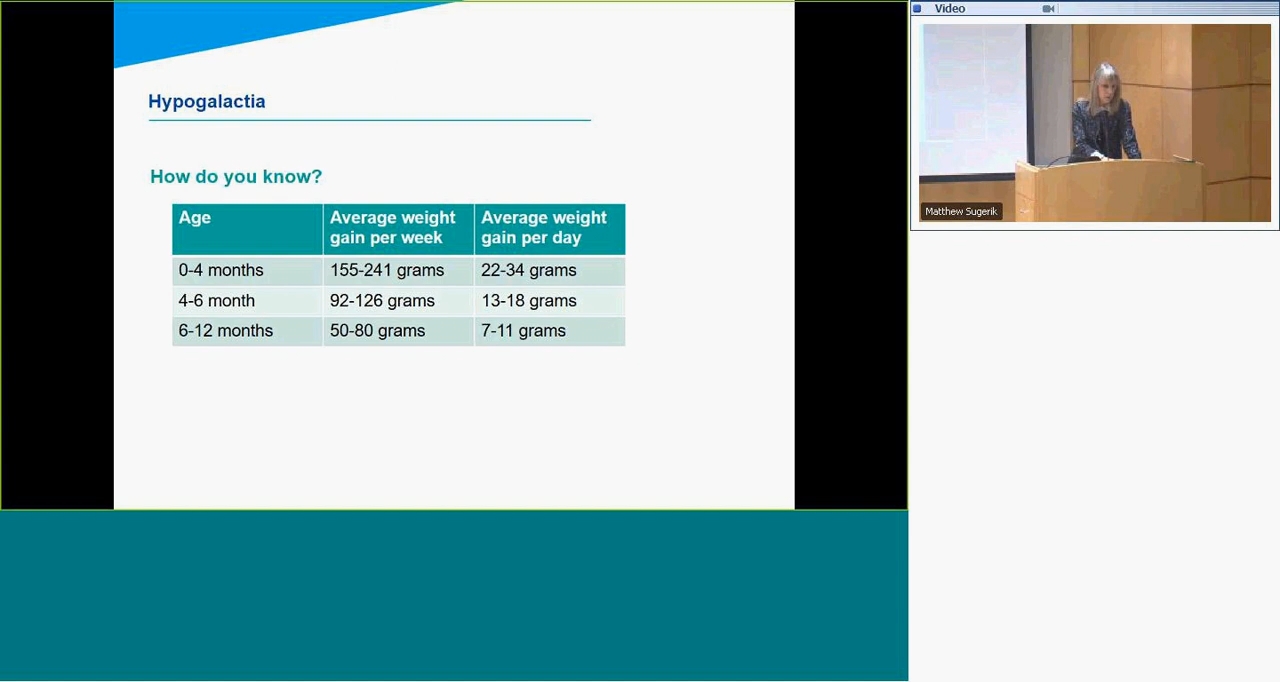 Hypogalactia
How do you know?
Age
Average weight
gain per week
Average weight
gain per day
0-4 months
155-241 grams
22-34 grams
4-6 month
92-126 grams
13-18 grams
6-12 months
50-80 grams
7-11 grams
Video
Matthew Sugerik